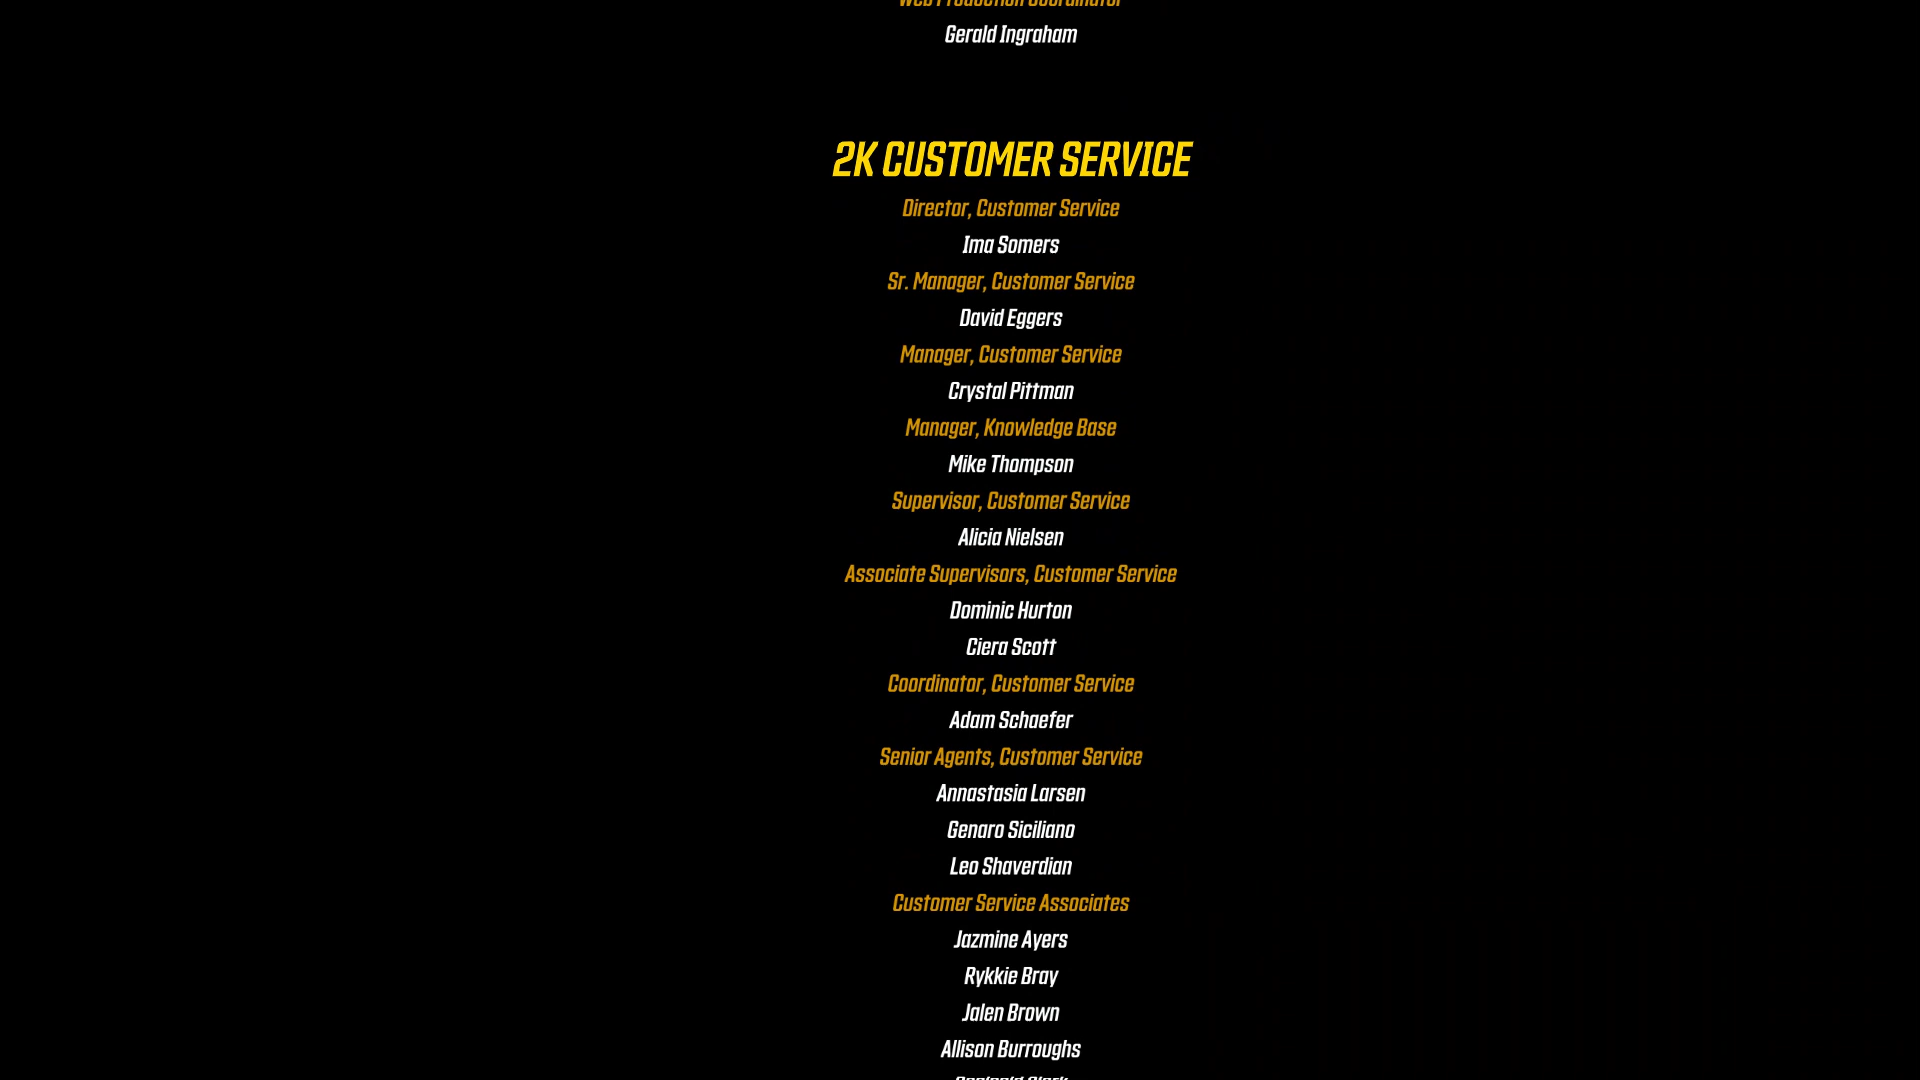 Web Production Coordinator
Gerald Ingraham
2K CUSTOMER SERVICE
Director, Customer Service
Ima Somers
Sr. Manager, Customer Service
David Eggers
Manager, Customer Service
Crystal Pittman
Manager, Knowledge Base
Mike Thompson
Supervisor, Customer Service
Alicia Nielsen
Associate Supervisors, Customer Service
Dominic Hurton
Ciera Scott
Coordinator, Customer Service
Adam Schaefer
Senior Agents, Customer Service
Annastasia Larsen
Genaro Siciliano
Leo Shaverdian
Customer Service Associates
Jazmine Ayers
Rykkie Bray
Jalen Brown
Allison Burroughs